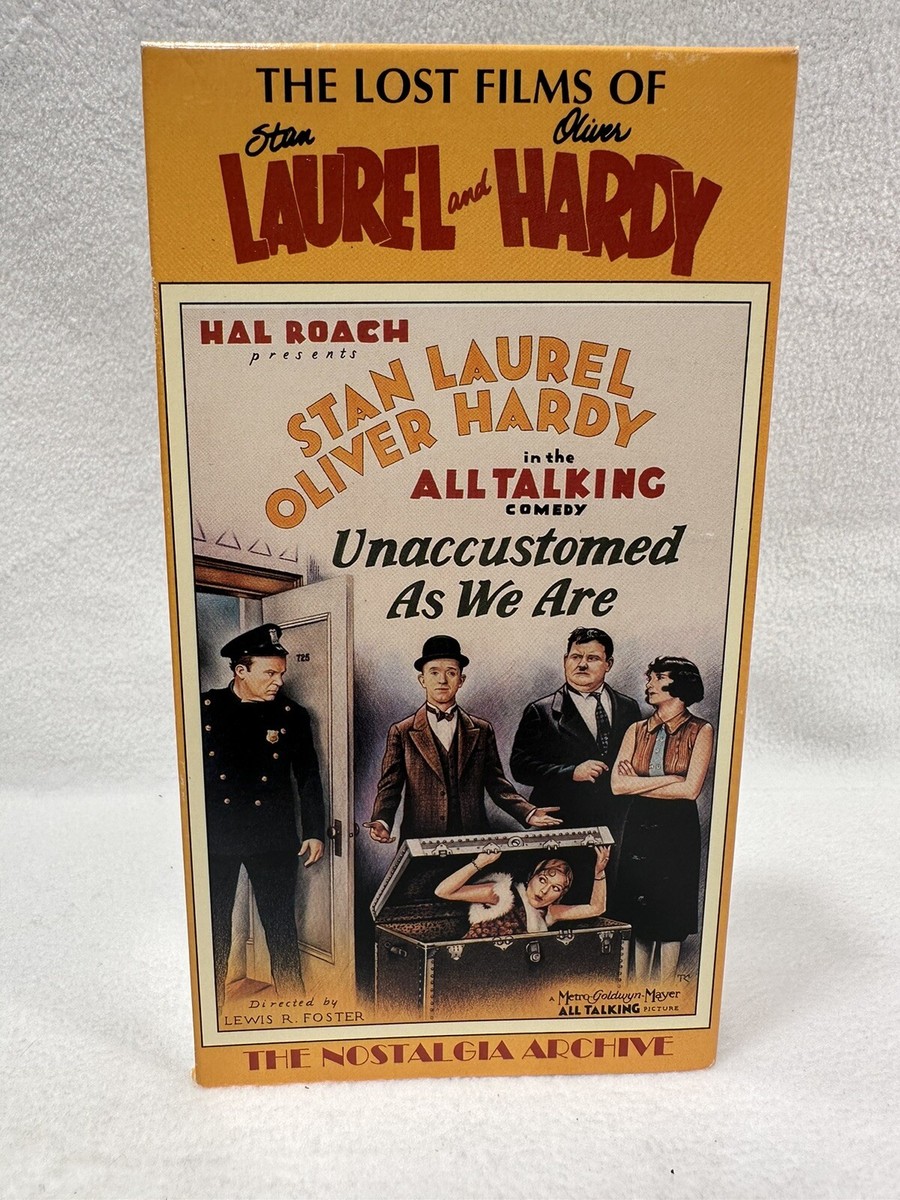 THE LOST FILMS OF
Stan Oliver
LAUREL and HARDY
HAL ROACH
presents
STAN LAUREL
OLIVER HARDY
in the
ALL TALKING
COMEDY
Unaccustomed
As We Are
725
TC
Directed by
LEWIS R. FOSTER
A Metro-Goldwyn-Mayer
ALL TALKING PICTURE
THE NOSTALGIA ARCHIVE